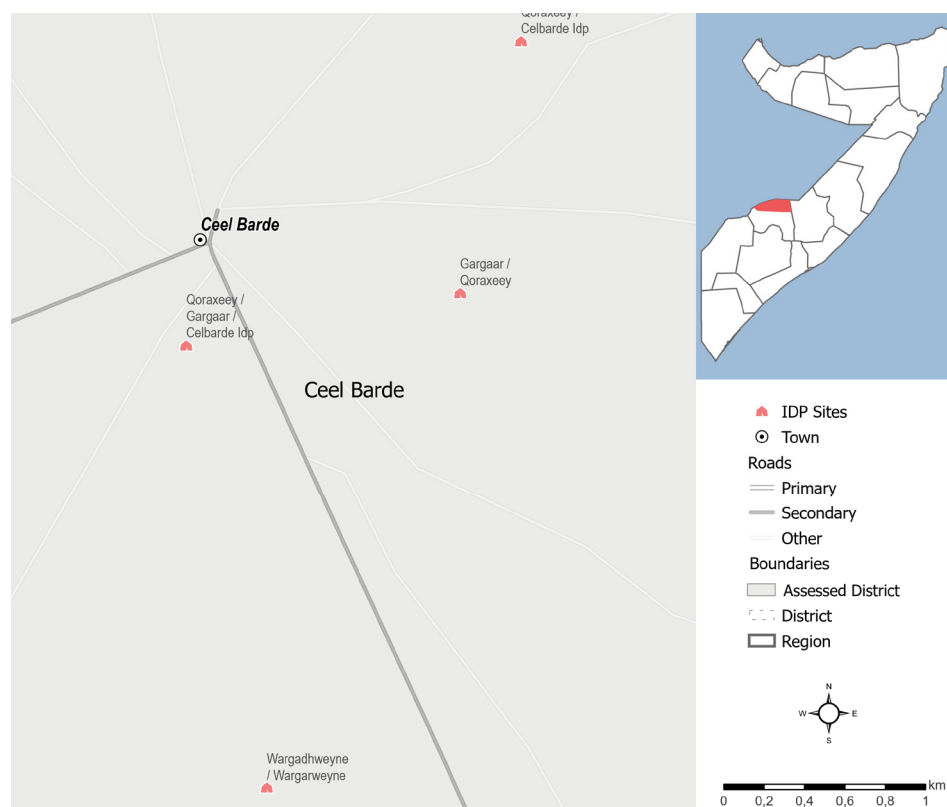 Qoraxeey /
Celbarde Idp
Ceel Barde
Gargaar /
Qoraxeey
Qoraxeey /
Gargaar /
Celbarde Idp
Ceel Barde
Wargadhweyne
/ Wargarweyne
IDP Sites
Town
Roads
Primary
Secondary
Other
Boundaries
Assessed District
District
Region
N
W E
S
km
0 0,2 0,4 0,6 0,8 1